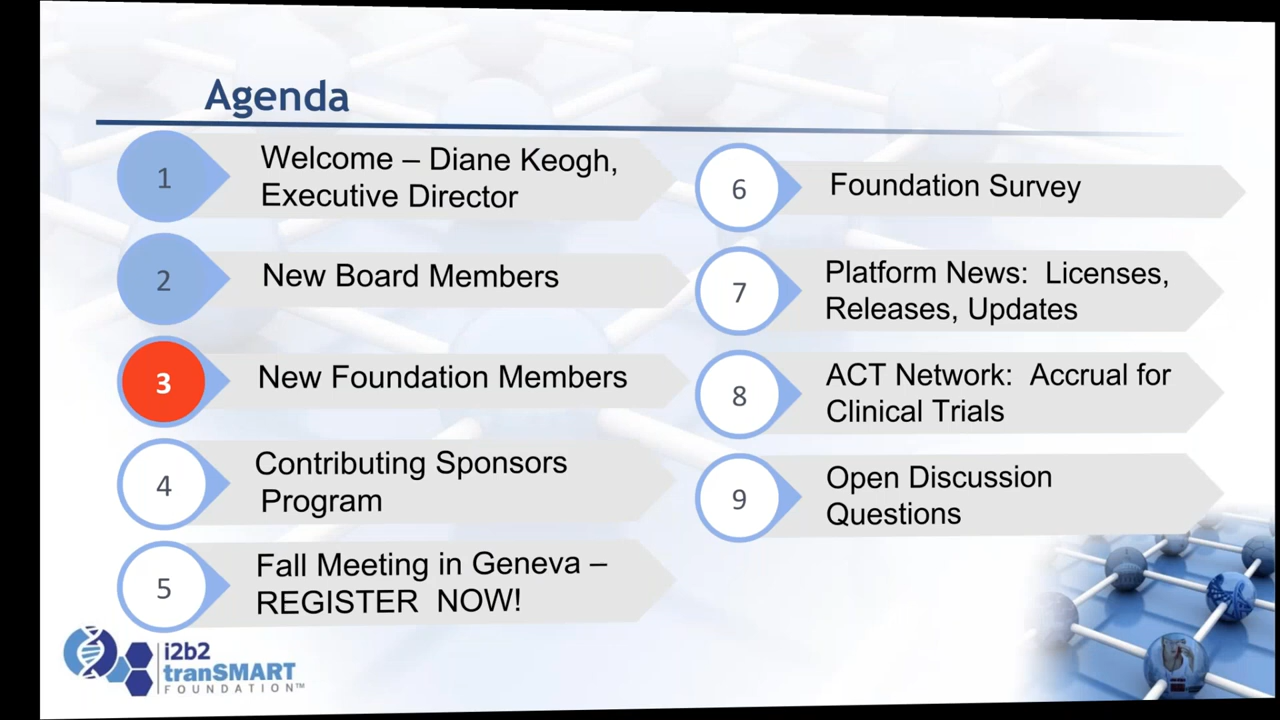 Agenda
1
Welcome – Diane Keogh,
Executive Director
2
New Board Members
3
New Foundation Members
4
Contributing Sponsors
Program
5
Fall Meeting in Geneva –
REGISTER NOW!
6
Foundation Survey
7
Platform News: Licenses,
Releases, Updates
8
ACT Network: Accrual for
Clinical Trials
9
Open Discussion
Questions
i2b2
tranSMART
FOUNDATION™